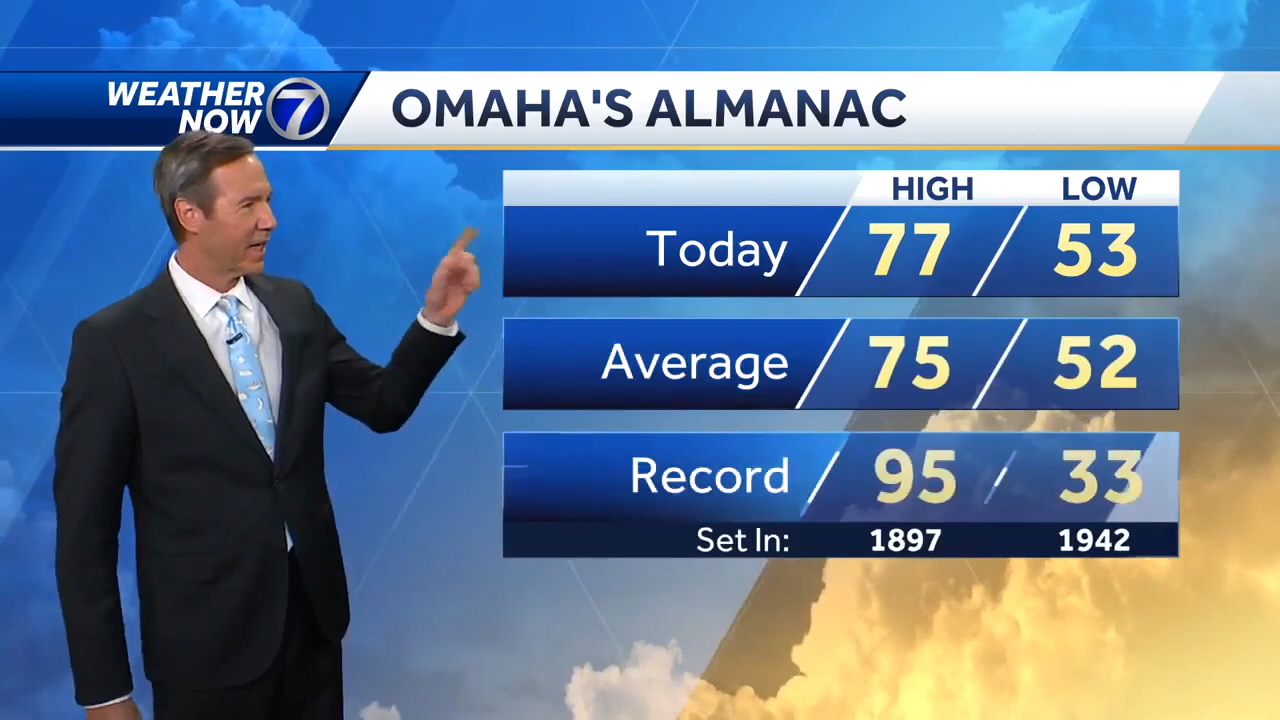 WEATHER
NOW 7
OMAHA'S ALMANAC
HIGH LOW
Today 77 53
Average 75 52
Record 95 33
Set In: 1897 1942